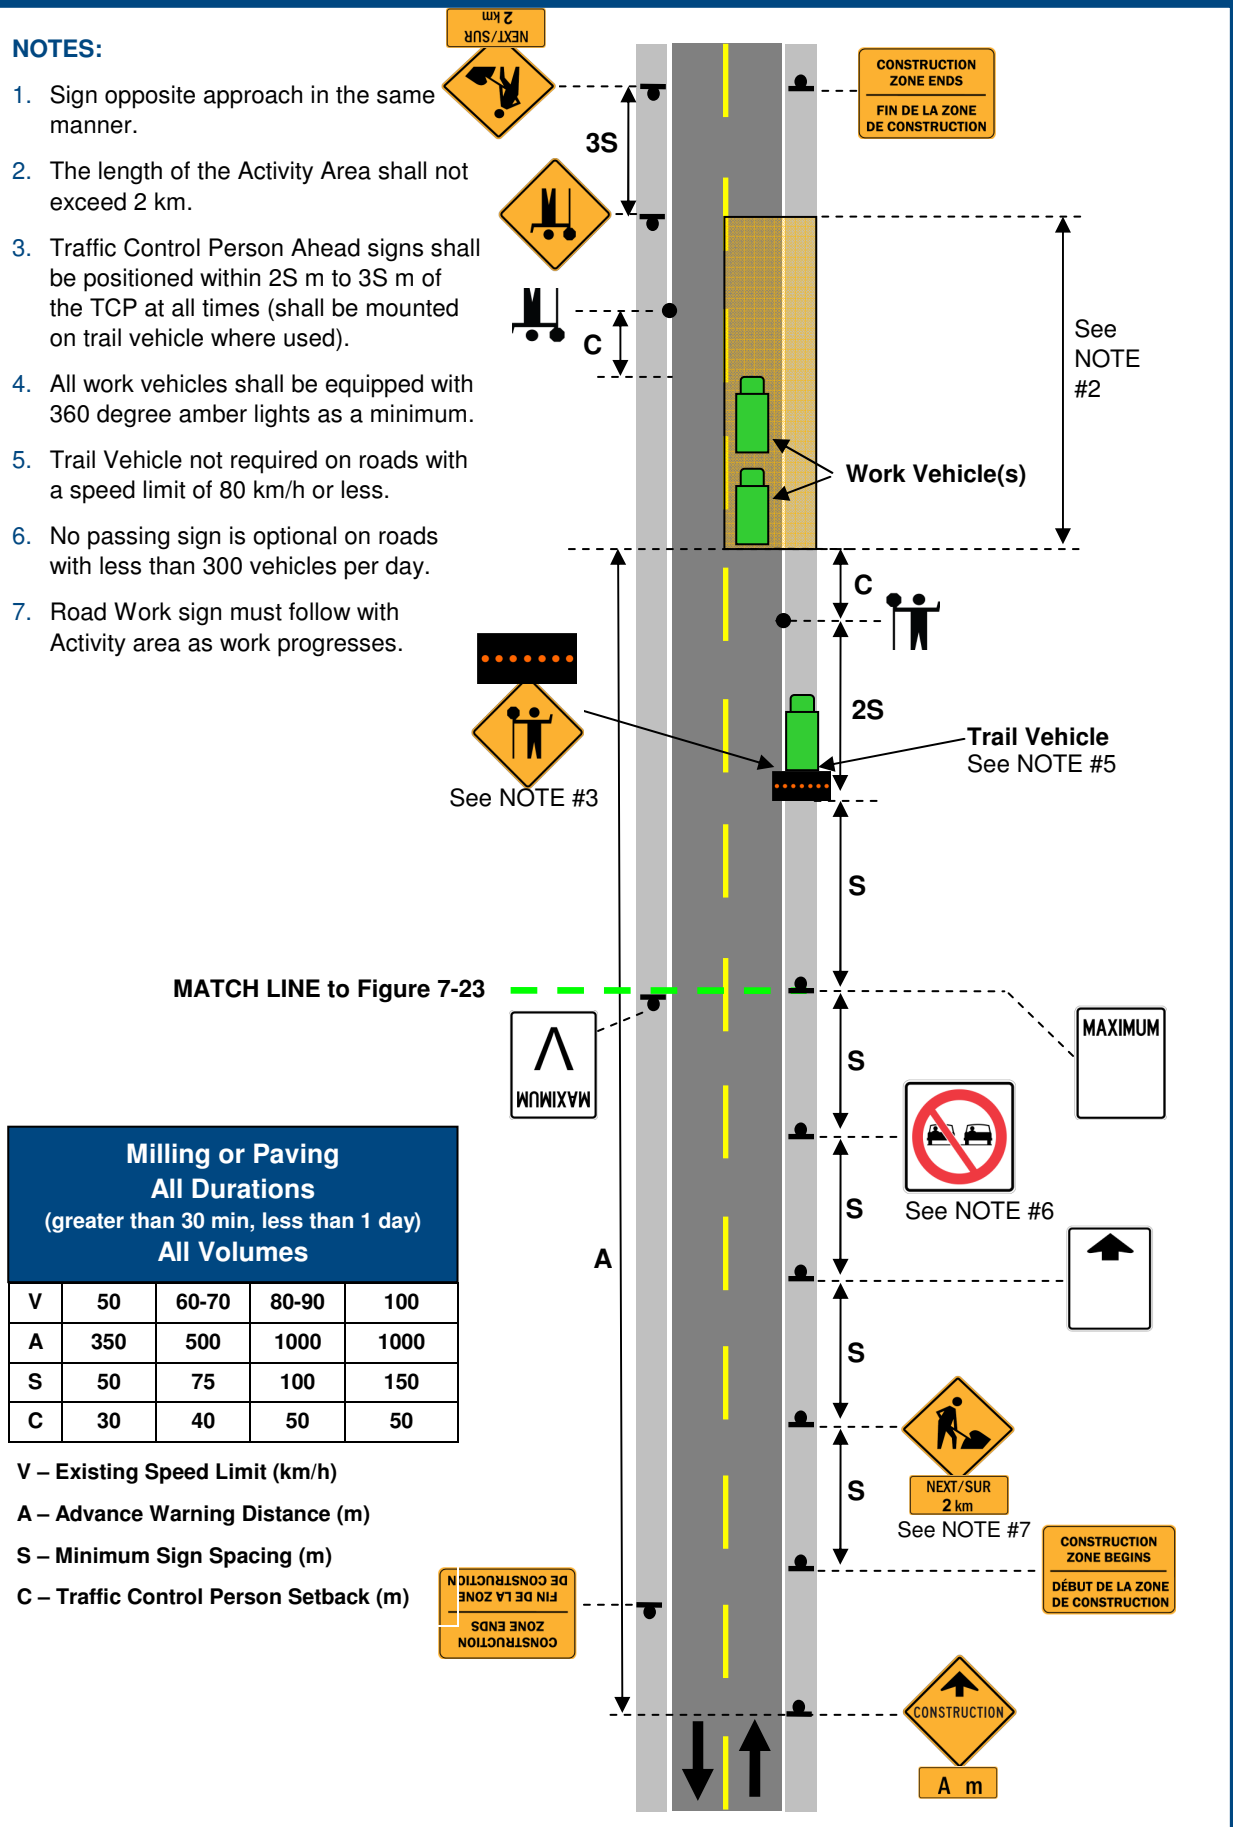 NOTES:
1. Sign opposite approach in the same
manner.
2. The length of the Activity Area shall not
exceed 2 km.
3. Traffic Control Person Ahead signs shall
be positioned within 2S m to 3S m of
the TCP at all times (shall be mounted
on trail vehicle where used).
4. All work vehicles shall be equipped with
360 degree amber lights as a minimum.
5. Trail Vehicle not required on roads with
a speed limit of 80 km/h or less.
6. No passing sign is optional on roads
with less than 300 vehicles per day.
7. Road Work sign must follow with
Activity area as work progresses.
NEXT/SUR
2 km
CONSTRUCTION
ZONE ENDS
FIN DE LA ZONE
DE CONSTRUCTION
3S
C
See
NOTE
#2
Work Vehicle(s)
C
2S
Trail Vehicle
See NOTE #5
See NOTE #3
S
MATCH LINE to Figure 7-23
MAXIMUM
MAXIMUM
S
See NOTE #6
S
A
S
NEXT/SUR
2 km
See NOTE #7
S
CONSTRUCTION
ZONE BEGINS
DÉBUT DE LA ZONE
DE CONSTRUCTION
CONSTRUCTION
ZONE ENDS
FIN DE LA ZONE
DE CONSTRUCTION
CONSTRUCTION
A m
Milling or Paving
All Durations
(greater than 30 min, less than 1 day)
All Volumes
V 50 60-70 80-90 100
A 350 500 1000 1000
S 50 75 100 150
C 30 40 50 50
V – Existing Speed Limit (km/h)
A – Advance Warning Distance (m)
S – Minimum Sign Spacing (m)
C – Traffic Control Person Setback (m)